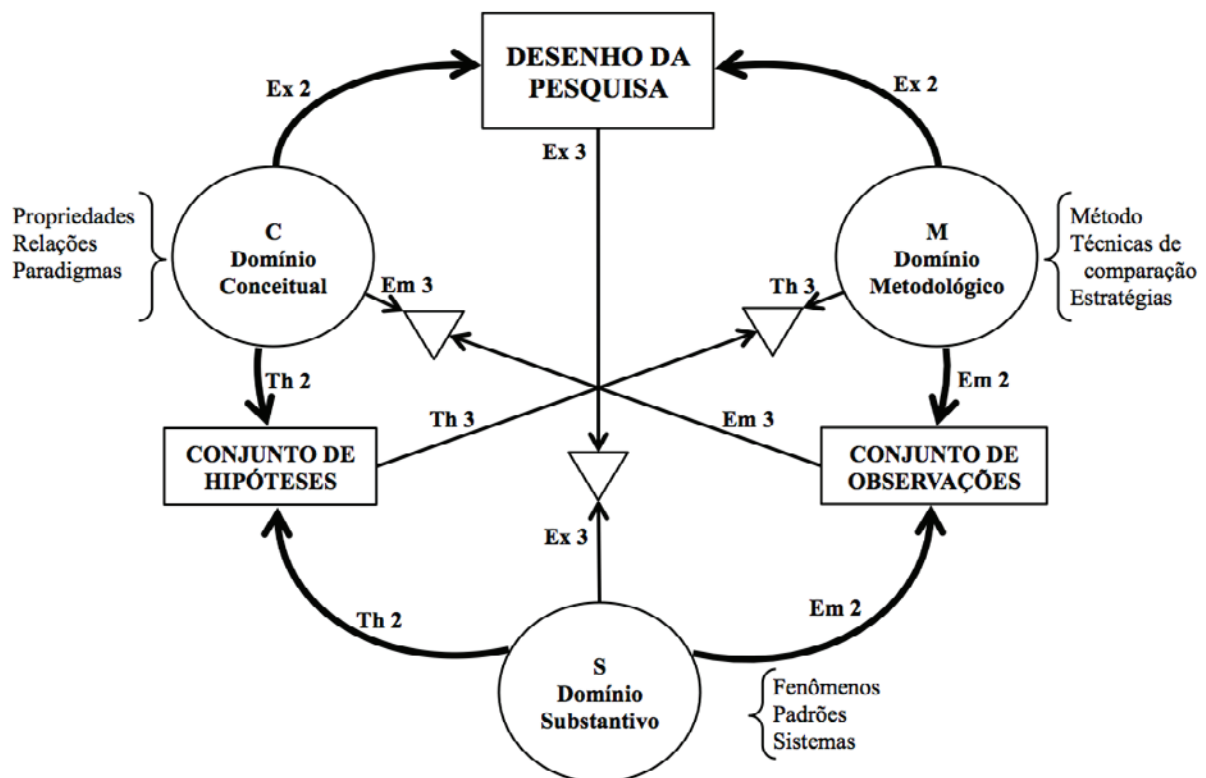 DESENHO DA
PESQUISA
Ex 2
Ex 2
Ex 3
Propriedades
Relações
Paradigmas
C
Domínio
Conceitual
M
Domínio
Metodológico
Método
Técnicas de
comparação
Estratégias
Em 3
Th 3
Th 2
Em 2
Th 3
Em 3
CONJUNTO DE
HIPÓTESES
CONJUNTO DE
OBSERVAÇÕES
Ex 3
Th 2
Em 2
S
Domínio
Substantivo
Fenômenos
Padrões
Sistemas